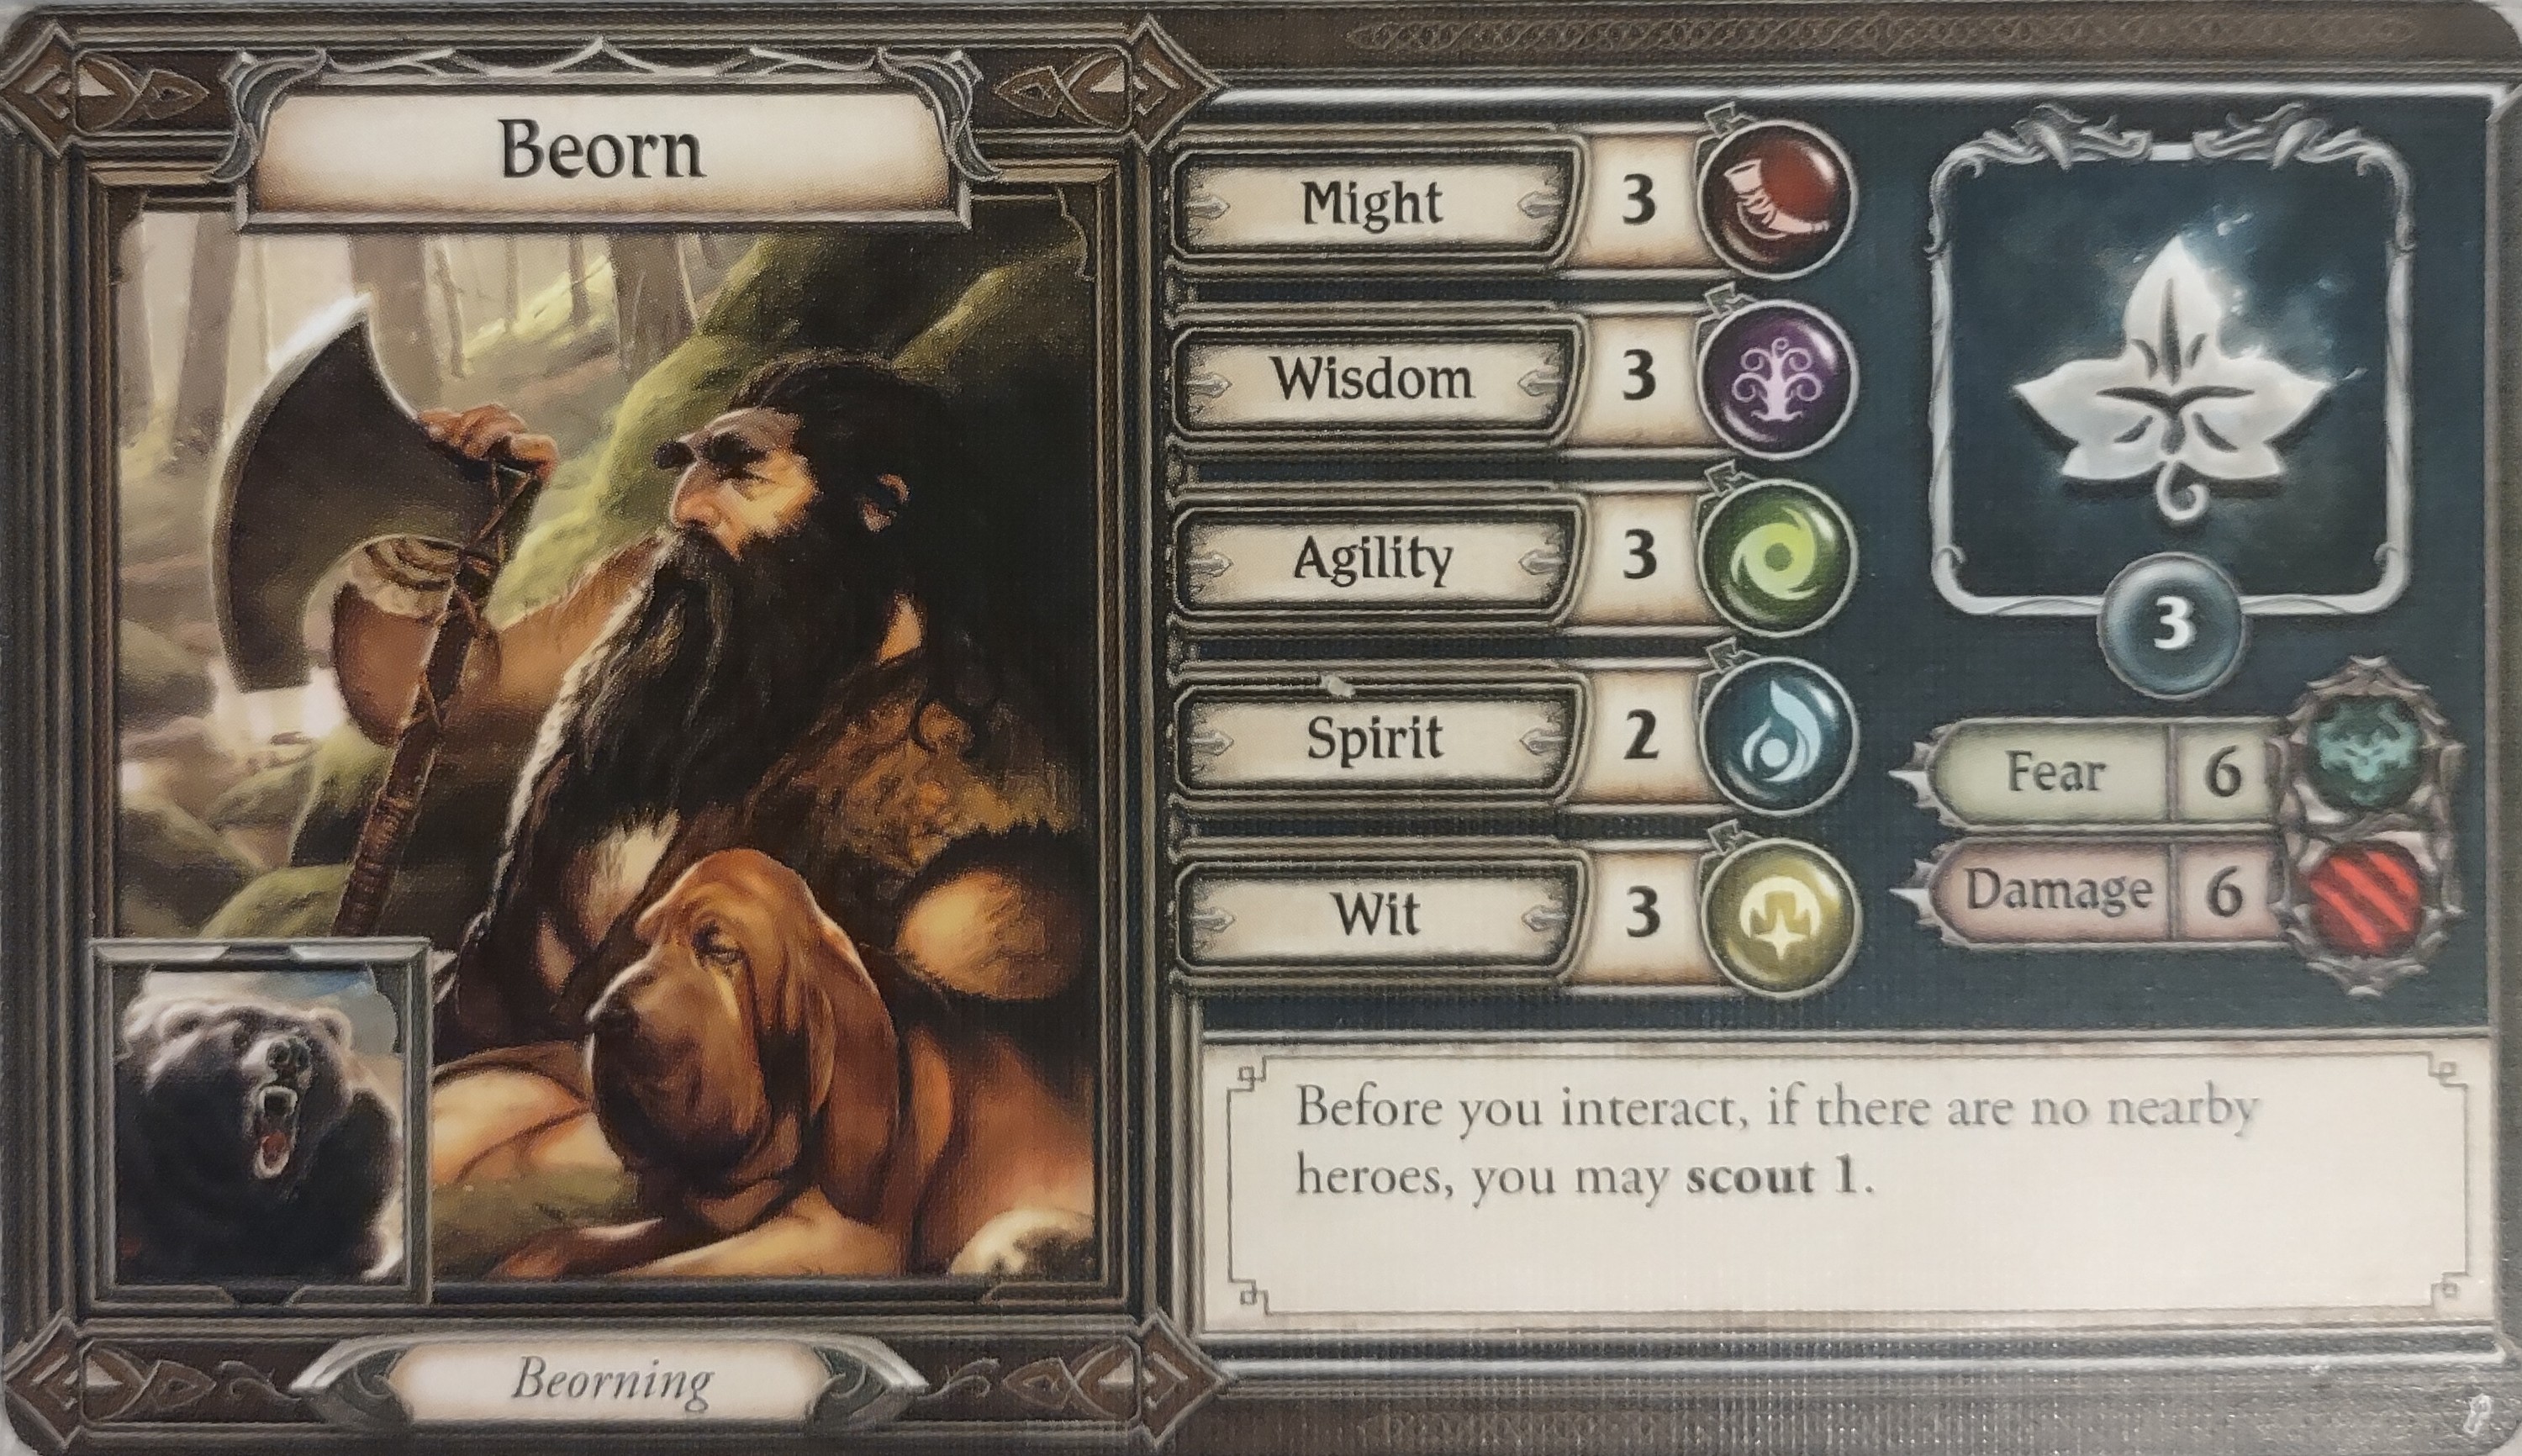 Beorn
Might 3
Wisdom 3
Agility 3
Spirit 2
Wit 3
3
Fear 6
Damage 6
Before you interact, if there are no nearby
heroes, you may scout 1.
Beorning